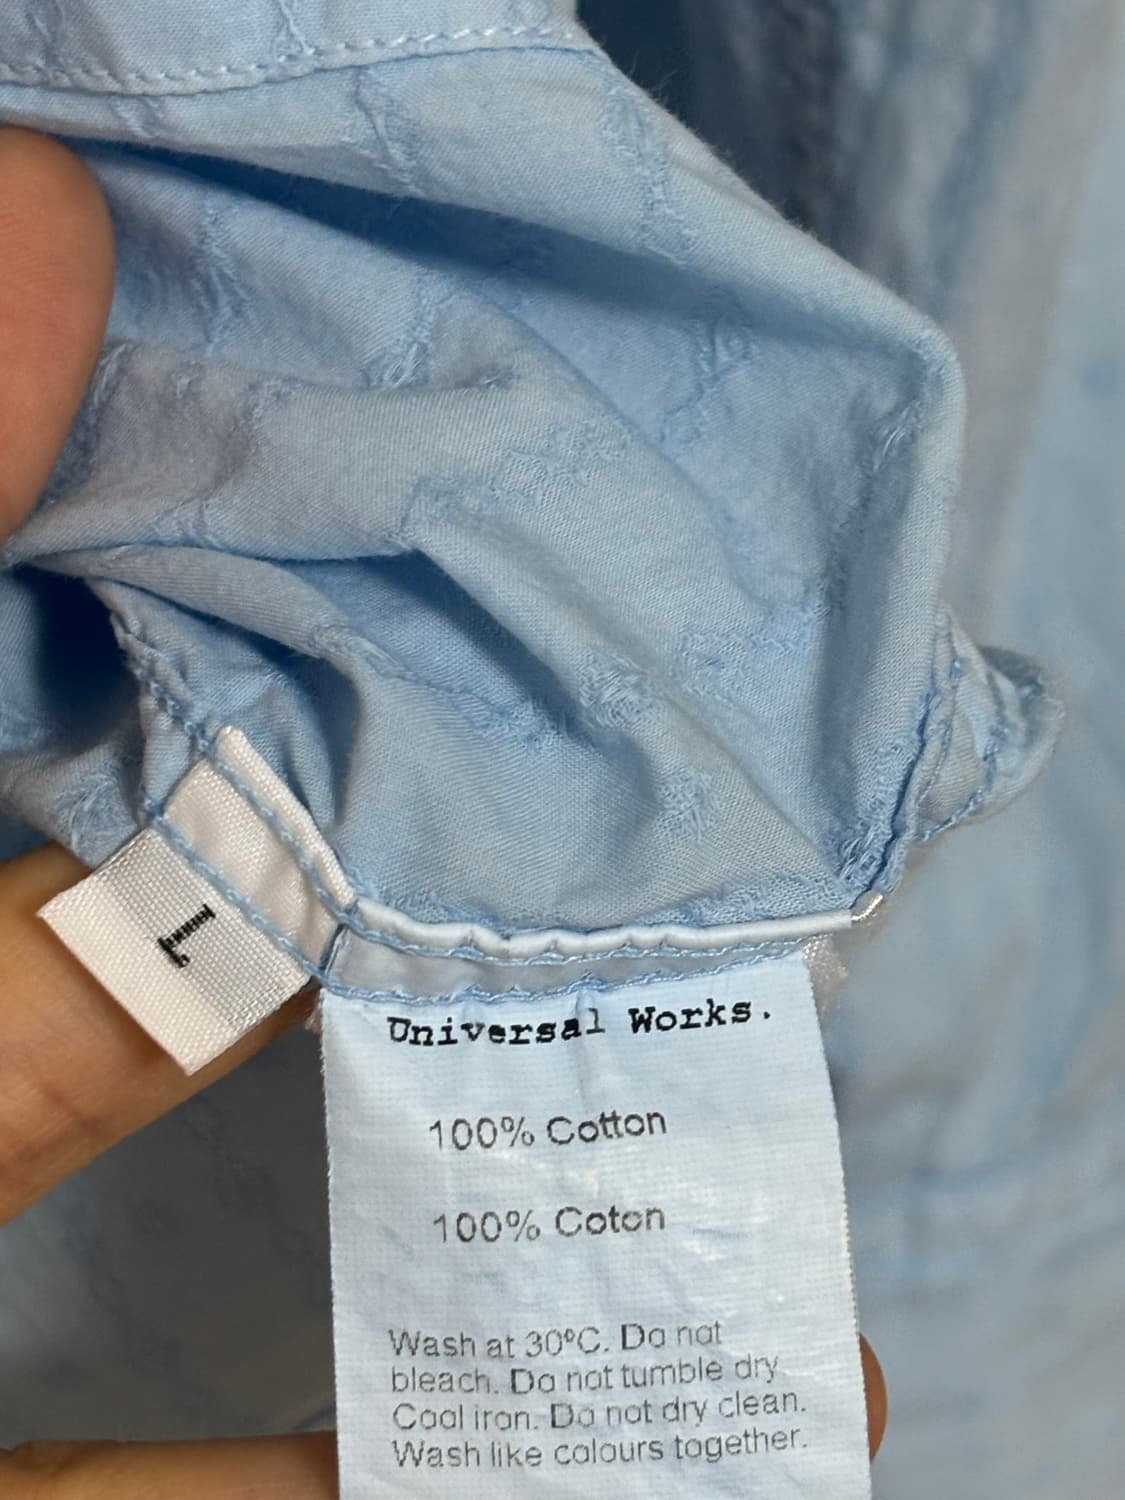 L
Universal Works.
100% Cotton
100% Coton
Wash at 30ºC. Do not
bleach. Do not tumble dry.
Cool iron. Do not dry clean.
Wash like colours together.